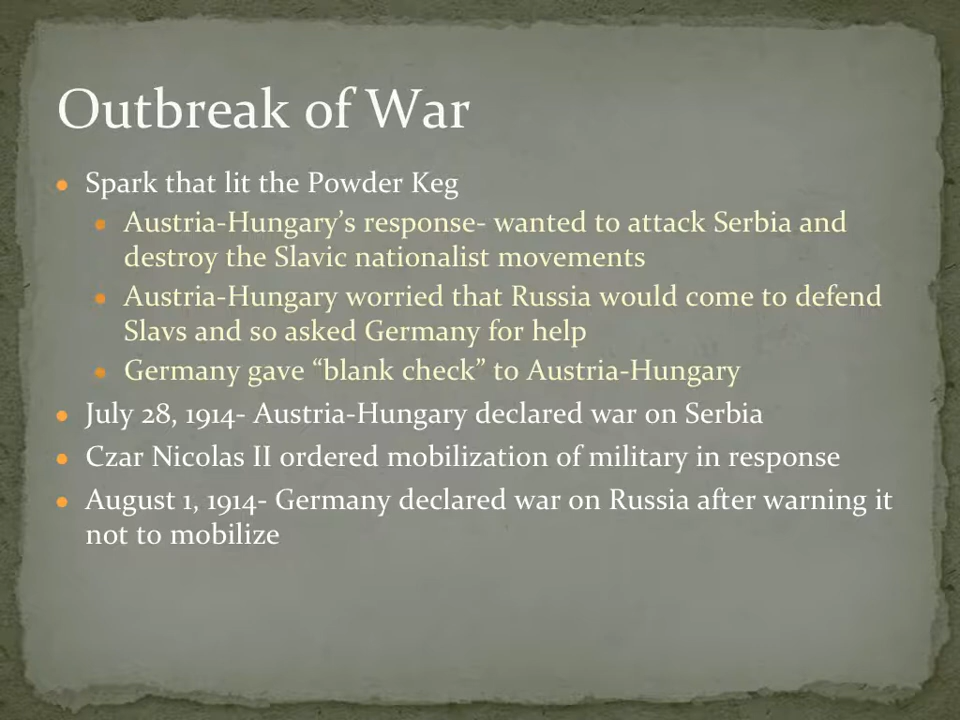 Outbreak of War
• Spark that lit the Powder Keg
• Austria-Hungary's response- wanted to attack Serbia and
destroy the Slavic nationalist movements
• Austria-Hungary worried that Russia would come to defend
Slavs and so asked Germany for help
• Germany gave “blank check” to Austria-Hungary
• July 28, 1914- Austria-Hungary declared war on Serbia
• Czar Nicolas II ordered mobilization of military in response
• August 1, 1914- Germany declared war on Russia after warning it
not to mobilize